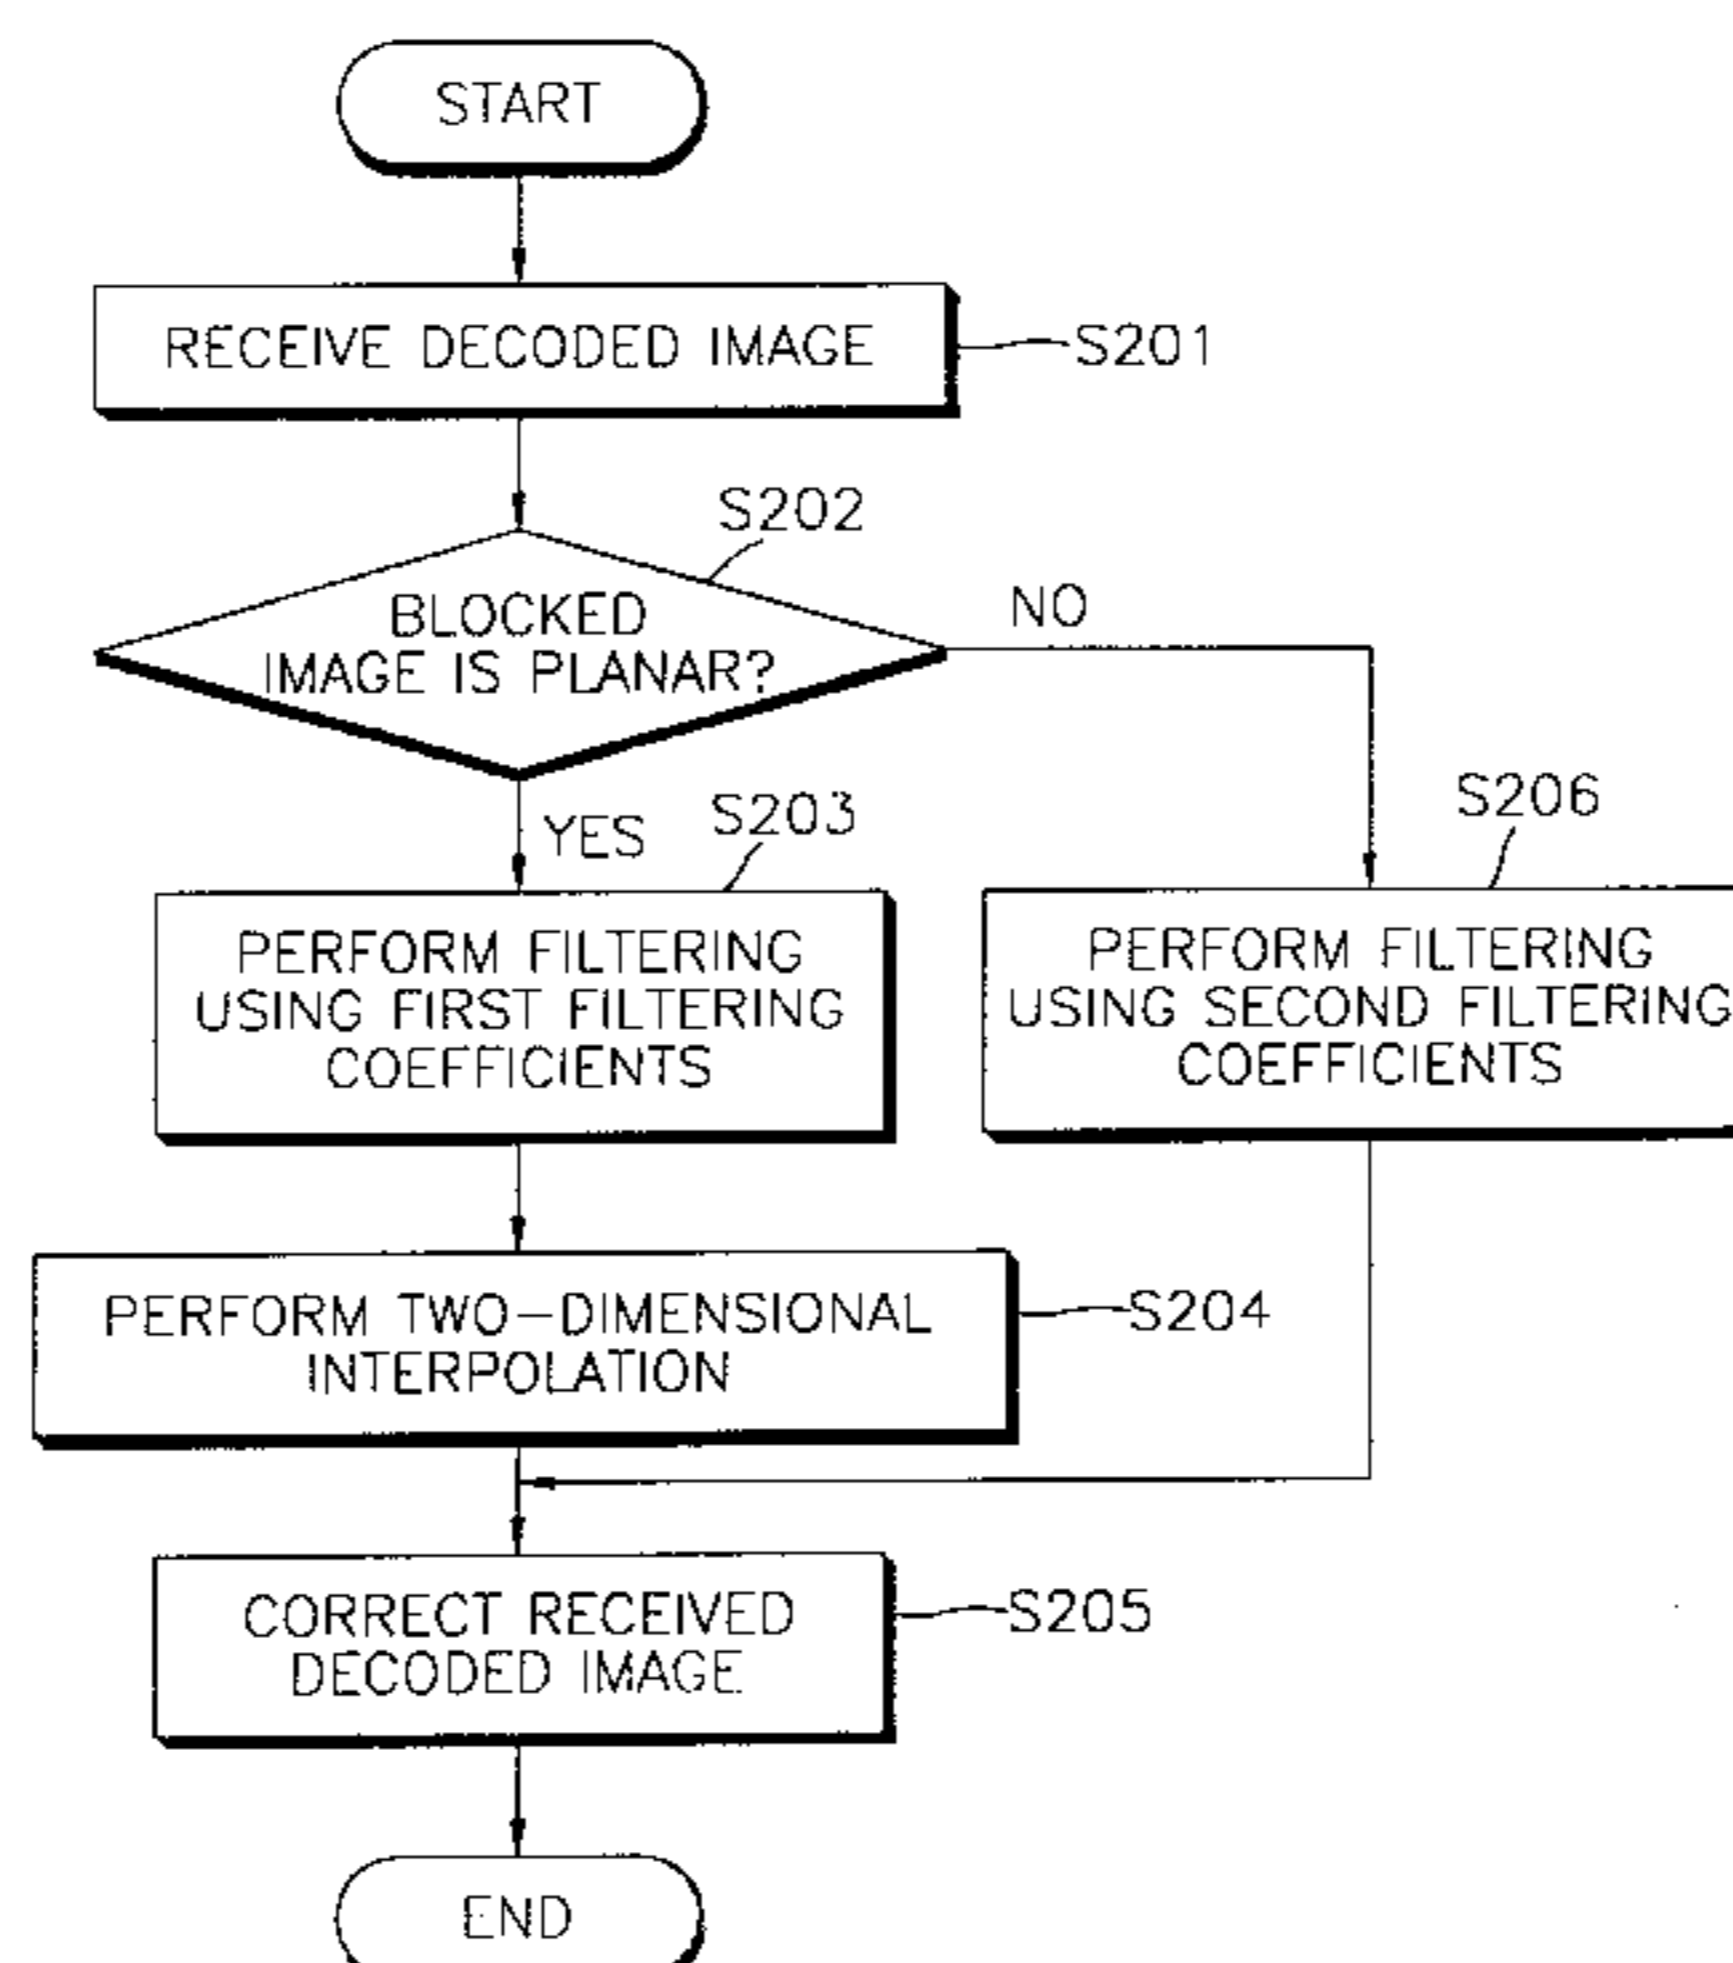 START
RECEIVE DECODED IMAGE
S201
S202
BLOCKED
IMAGE IS PLANAR?
NO
YES
S203
PERFORM FILTERING
USING FIRST FILTERING
COEFFICIENTS
S206
PERFORM FILTERING
USING SECOND FILTERING
COEFFICIENTS
PERFORM TWO-DIMENSIONAL
INTERPOLATION
S204
CORRECT RECEIVED
DECODED IMAGE
S205
END